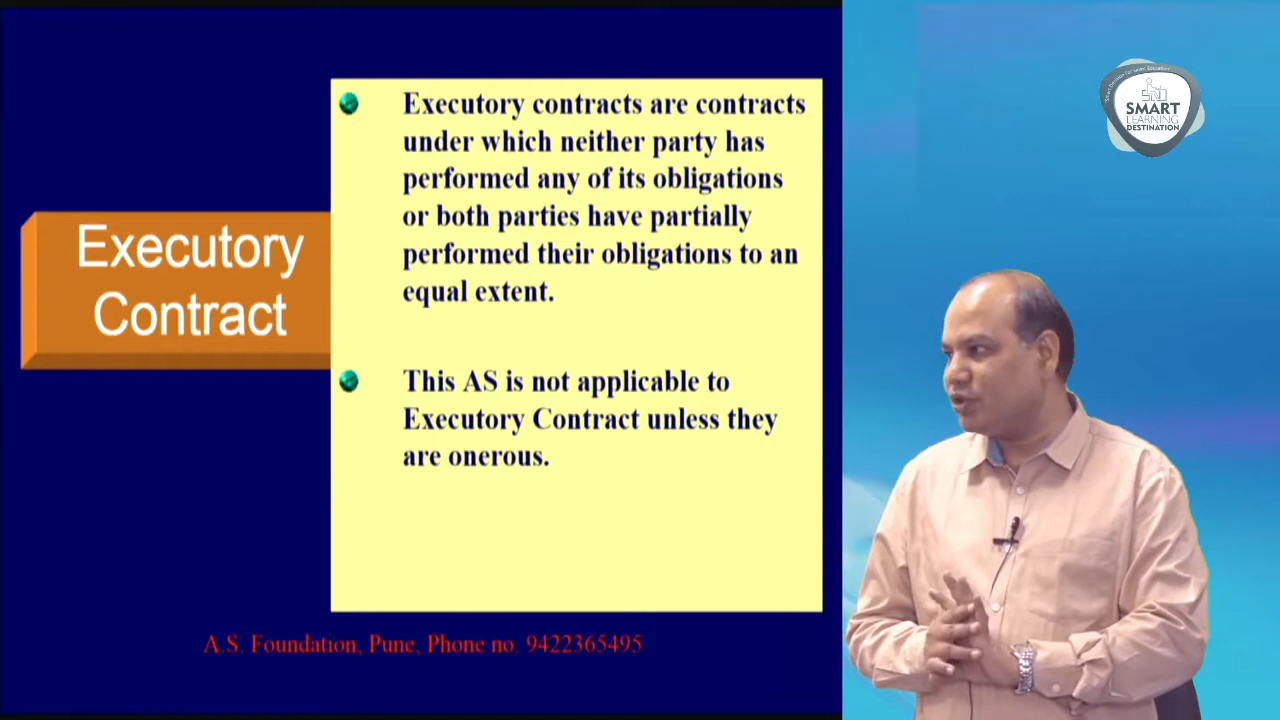 Executory
Contract
Executory contracts are contracts
under which neither party has
performed any of its obligations
or both parties have partially
performed their obligations to an
equal extent.
This AS is not applicable to
Executory Contract unless they
are onerous.
A.S. Foundation, Pune, Phone no. 9422365495
SMART
LEARNING
DESTINATION